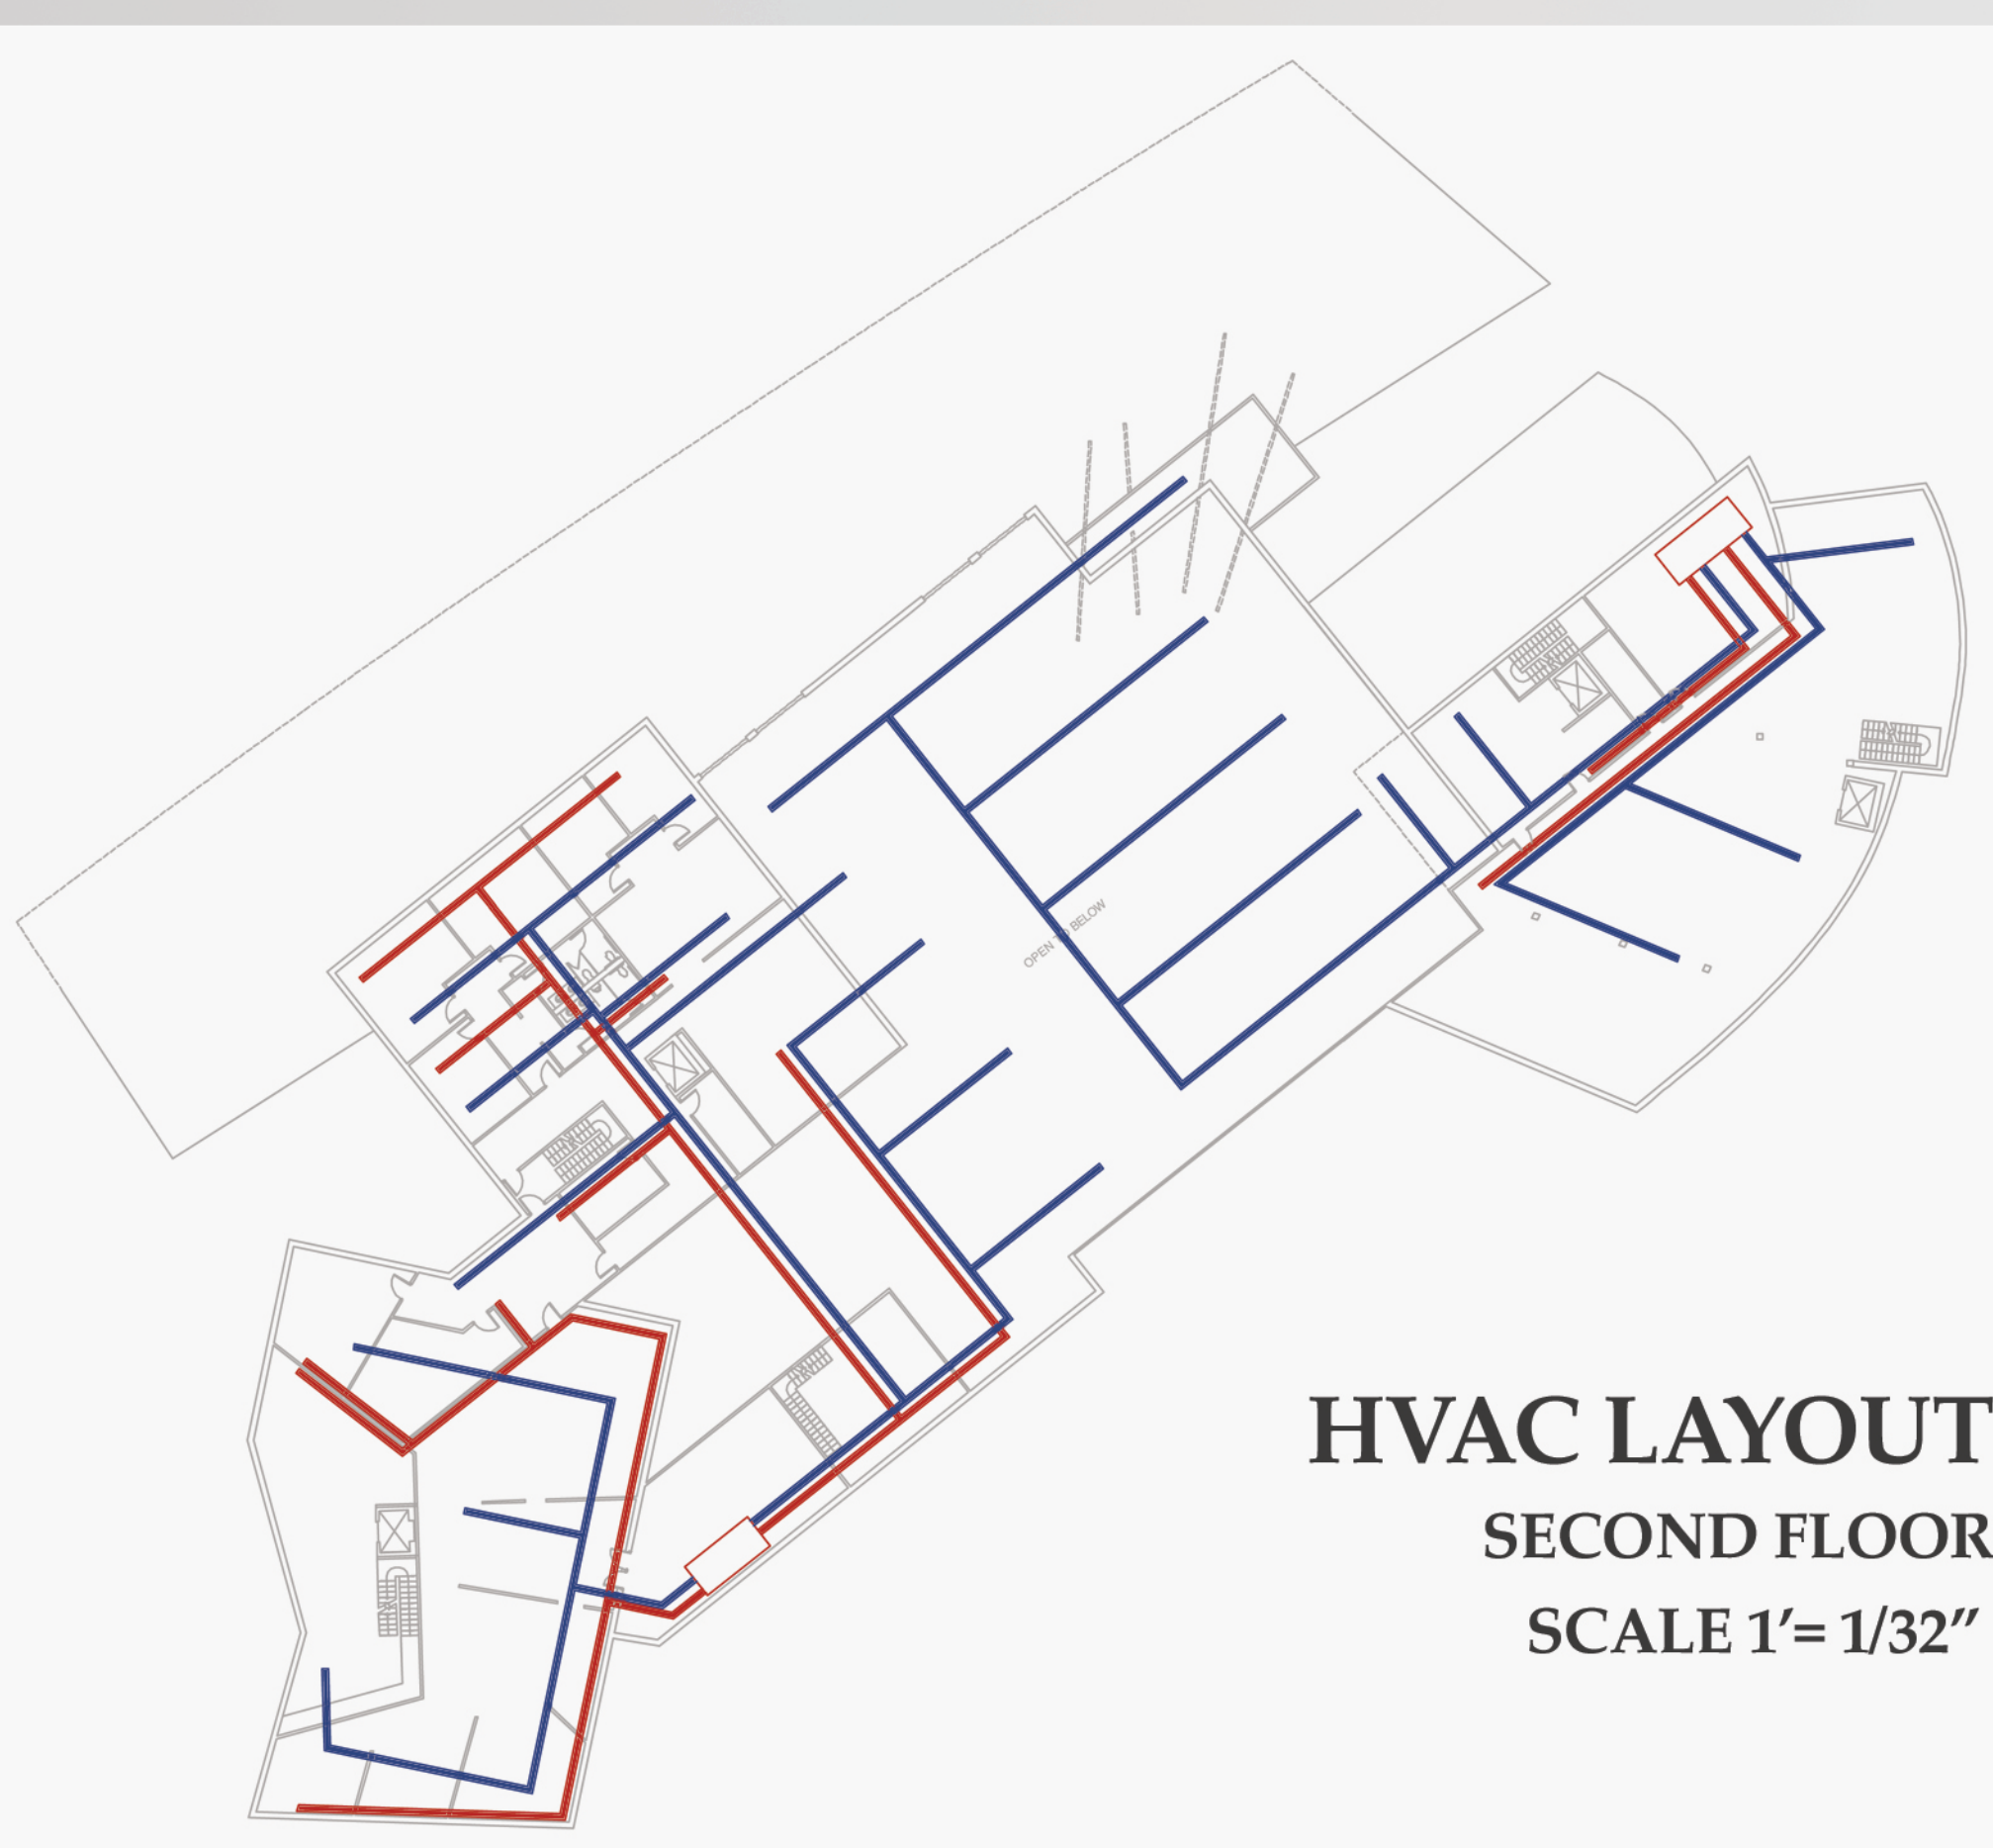 OPEN TO BELOW
HVAC LAYOUT
SECOND FLOOR
SCALE 1′= 1/32″